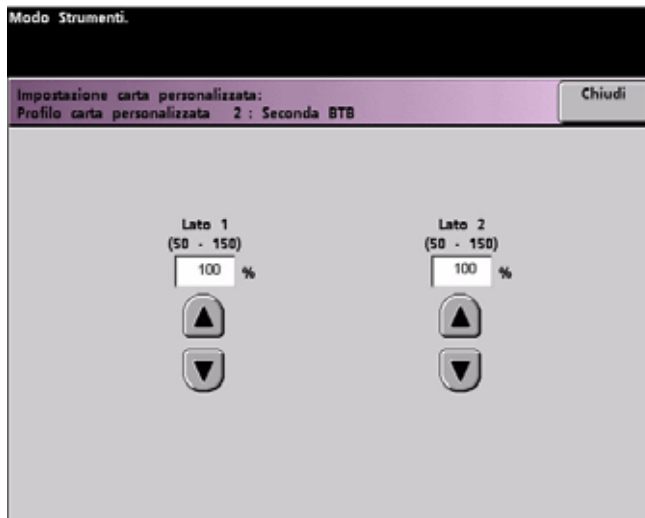 Modo Strumenti.
Impostazione carta personalizzata:
Profilo carta personalizzata 2 : Seconda BTB
Chiudi
Lato 1
(50 - 150)
100 %
Lato 2
(50 - 150)
100 %